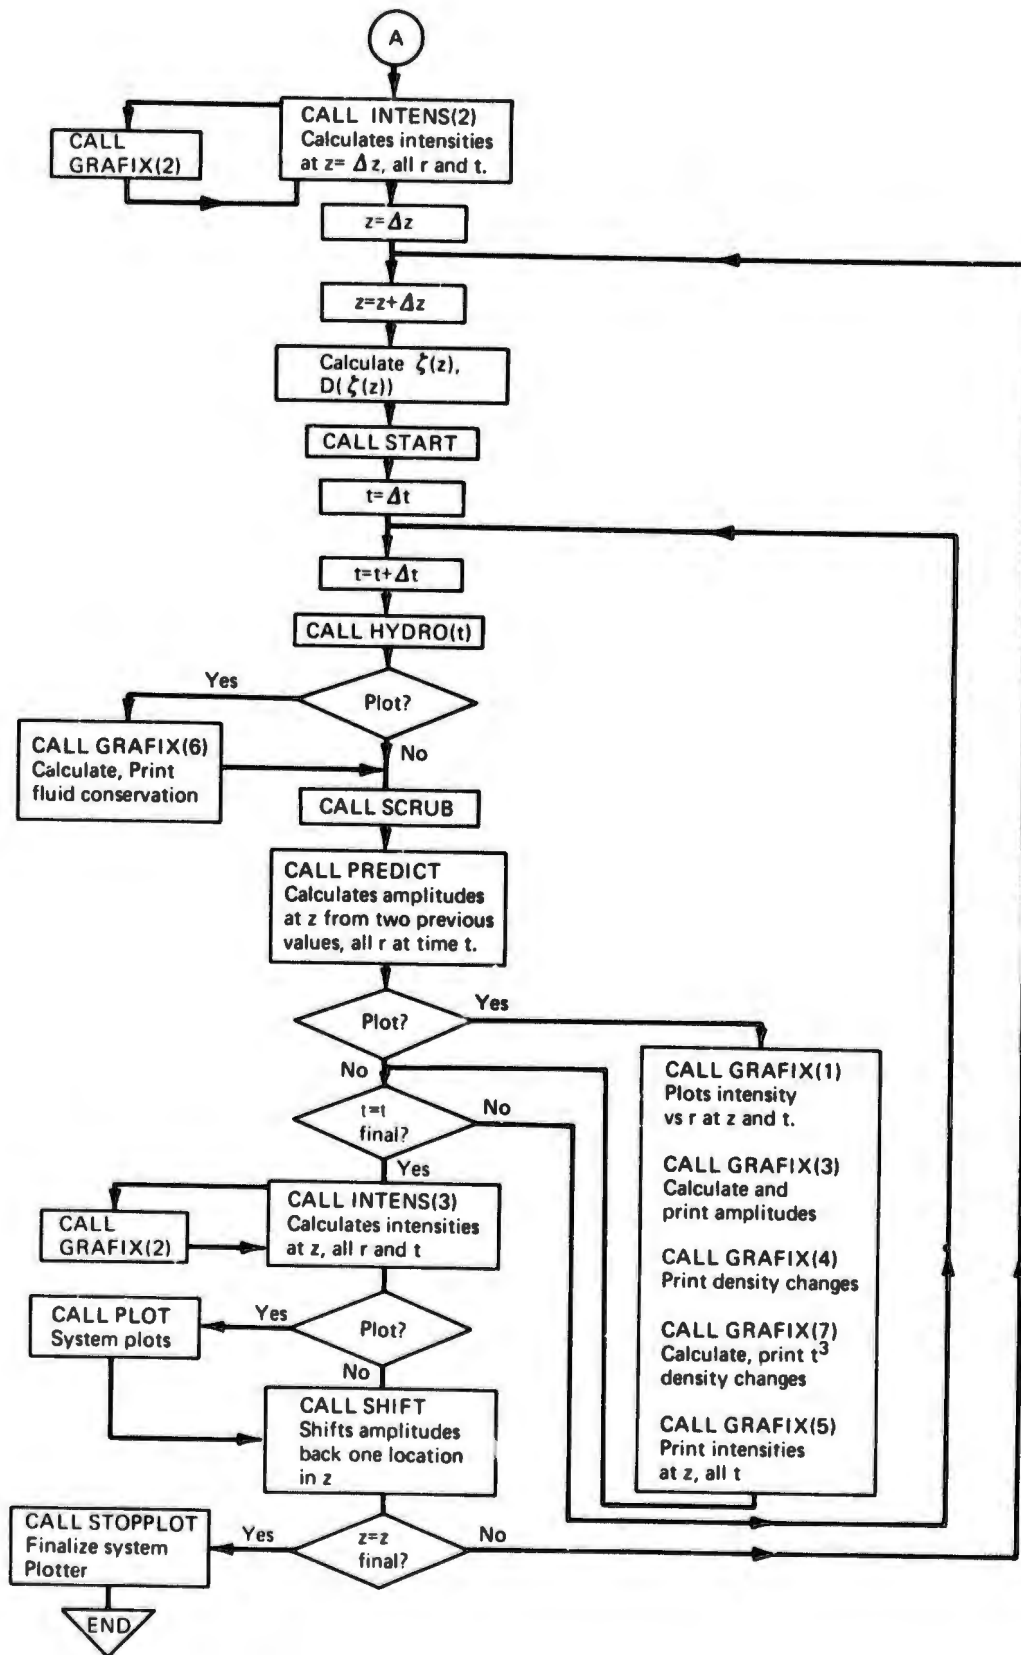 A
CALL INTENS(2)
Calculates intensities
at z= Δz, all r and t.
CALL
GRAFIX(2)
z=Δz
z=z+Δz
Calculate ζ(z),
D(ζ(z))
CALL START
t=Δt
t=t+Δt
CALL HYDRO(t)
Yes
Plot?
No
CALL GRAFIX(6)
Calculate, Print
fluid conservation
CALL SCRUB
CALL PREDICT
Calculates amplitudes
at z from two previous
values, all r at time t.
Plot?
Yes
No
CALL GRAFIX(1)
Plots intensity
vs r at z and t.
CALL GRAFIX(3)
Calculate and
print amplitudes
CALL GRAFIX(4)
Print density changes
CALL GRAFIX(7)
Calculate, print t³
density changes
CALL GRAFIX(5)
Print intensities
at z, all t
t=t
final?
No
Yes
CALL INTENS(3)
Calculates intensities
at z, all r and t
CALL
GRAFIX(2)
CALL PLOT
System plots
Yes
Plot?
No
CALL SHIFT
Shifts amplitudes
back one location
in z
CALL STOPPLOT
Finalize system
Plotter
Yes
z=z
final?
No
END